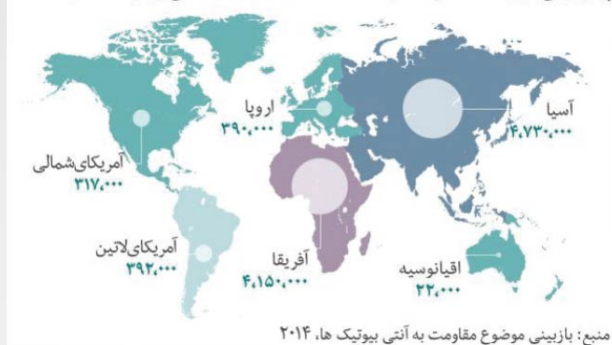 اروپا
۳۹۰,۰۰۰
آسیا
۴,۷۳۰,۰۰۰
آمریکای‌شمالی
۳۱۷,۰۰۰
آمریکای‌لاتین
۳۹۲,۰۰۰
آفریقا
۴,۱۵۰,۰۰۰
اقیانوسیه
۲۲,۰۰۰
منبع: بازبینی موضوع مقاومت به آنتی بیوتیک ها، ۲۰۱۴